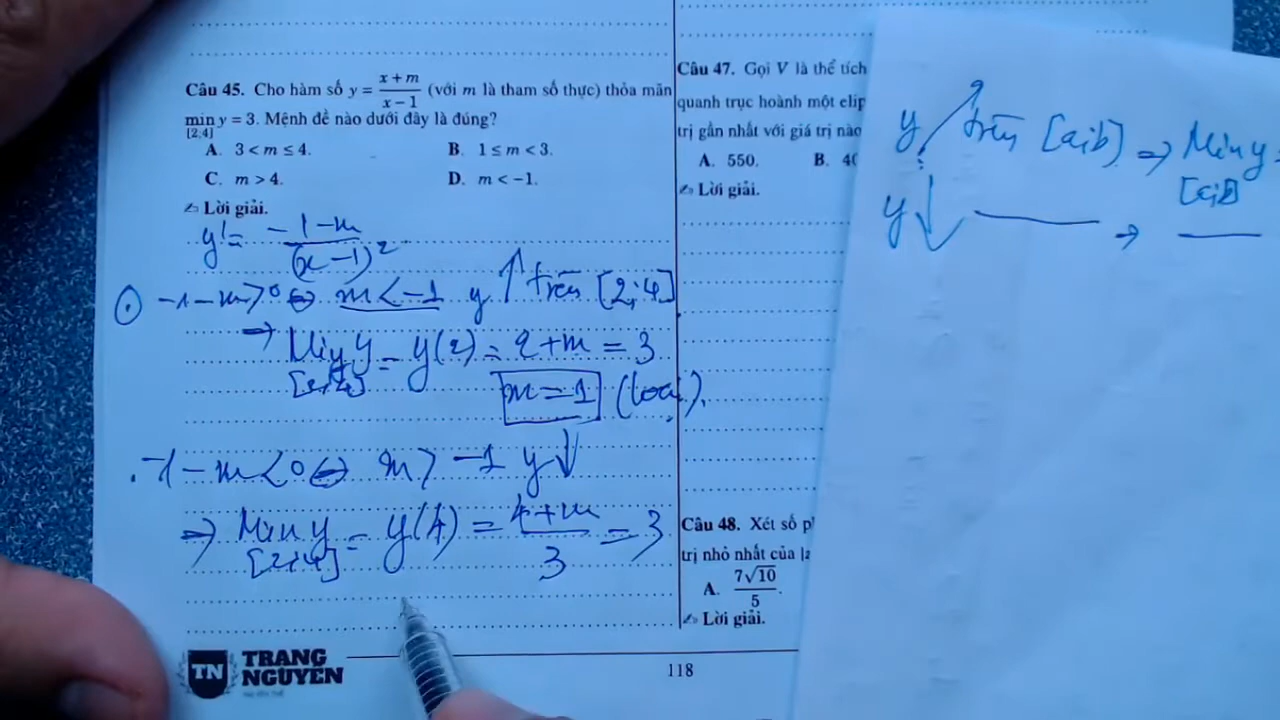 Câu 45. Cho hàm số y = x + m / x − 1 (với m là tham số thực) thỏa mãn
min y = 3. Mệnh đề nào dưới đây là đúng?
[2;4]
A. 3 < m ≤ 4. B. 1 ≤ m < 3.
C. m > 4. D. m < −1.
✍ Lời giải.
y' = −1−m / (x−1)²
−1−m > 0 ⇔ m < −1 y ↑ trên [2;4]
⇒ Min y = y(2) = 2+m = 3
[2;4]
m = 1 (loại).
. −1−m < 0 ⇔ m > −1 y ↓
⇒ Min y = y(4) = 4+m / 3 = 3
[2;4]
TN TRANG
NGUYEN
118
Câu 47. Gọi V là thể tích
quanh trục hoành một elip
trị gần nhất với giá trị nào
A. 550. B. 40
✍ Lời giải.
Câu 48. Xét số p
trị nhỏ nhất của |z
A. 7√10 / 5.
✍ Lời giải.
y ↗ trên [a;b] ⇒ Min y =
[a;b]
y ↓ ——— → ——